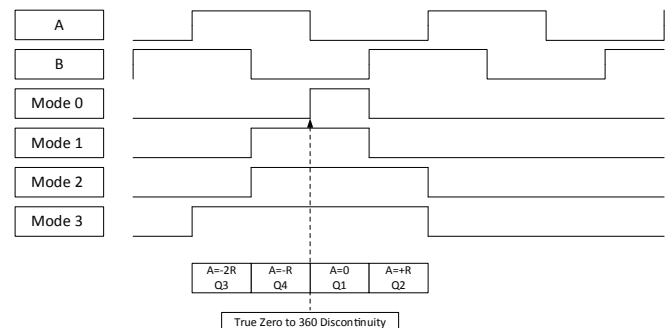 A
B
Mode 0
Mode 1
Mode 2
Mode 3
A=-2R A=-R A=0 A=+R
Q3 Q4 Q1 Q2
True Zero to 360 Discontinuity